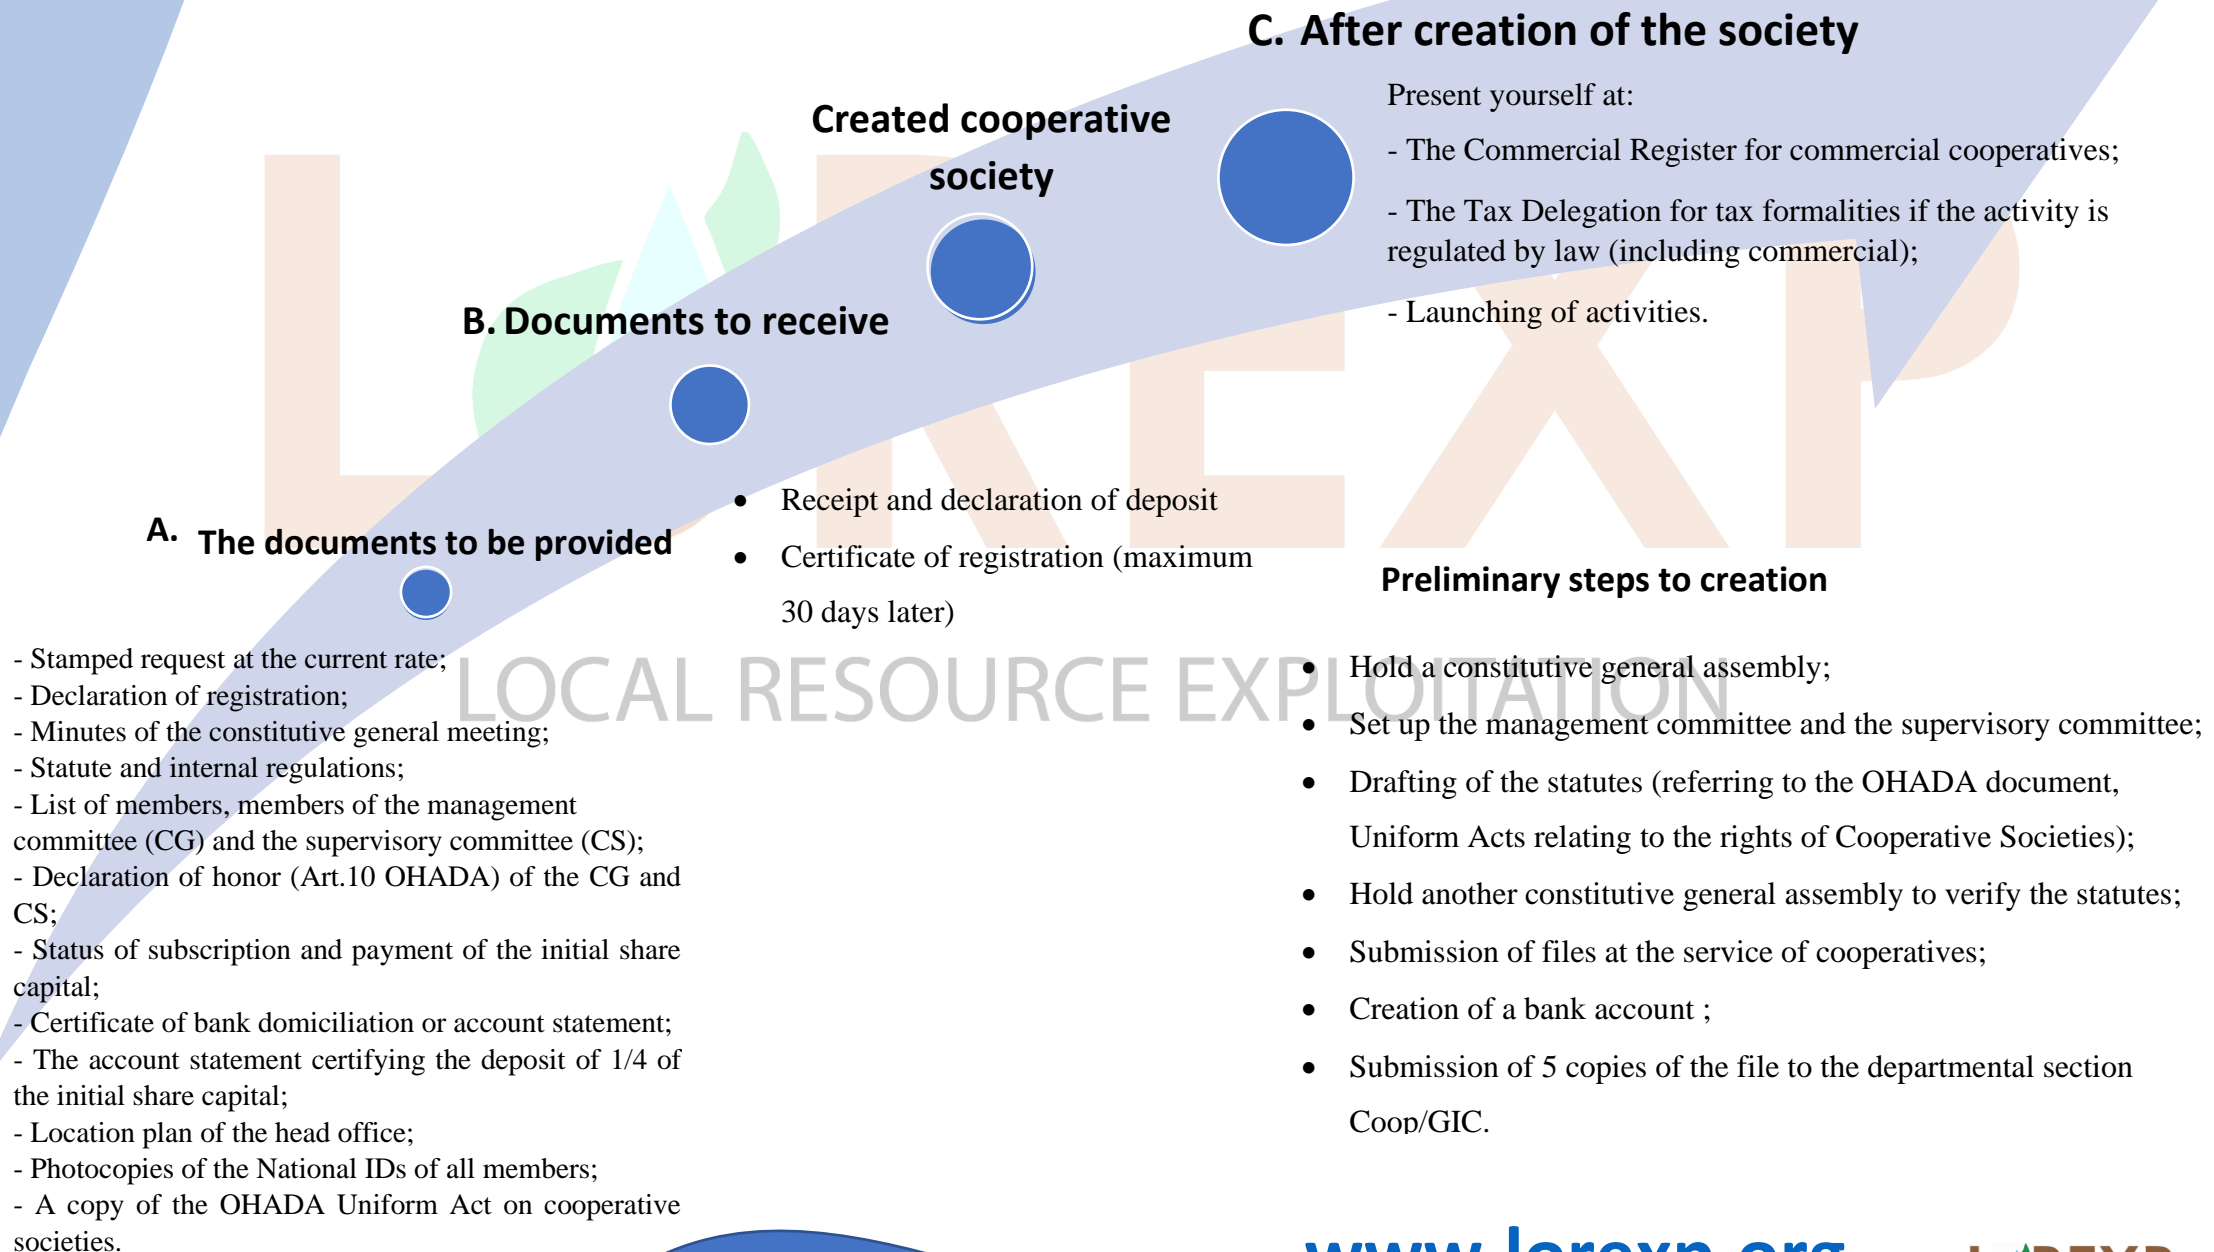 C. After creation of the society
Present yourself at:
- The Commercial Register for commercial cooperatives;
- The Tax Delegation for tax formalities if the activity is
regulated by law (including commercial);
- Launching of activities.
Created cooperative
society
B. Documents to receive
• Receipt and declaration of deposit
• Certificate of registration (maximum
30 days later)
A. The documents to be provided
- Stamped request at the current rate;
- Declaration of registration;
- Minutes of the constitutive general meeting;
- Statute and internal regulations;
- List of members, members of the management
committee (CG) and the supervisory committee (CS);
- Declaration of honor (Art.10 OHADA) of the CG and
CS;
- Status of subscription and payment of the initial share
capital;
- Certificate of bank domiciliation or account statement;
- The account statement certifying the deposit of 1/4 of
the initial share capital;
- Location plan of the head office;
- Photocopies of the National IDs of all members;
- A copy of the OHADA Uniform Act on cooperative
societies.
Preliminary steps to creation
• Hold a constitutive general assembly;
• Set up the management committee and the supervisory committee;
• Drafting of the statutes (referring to the OHADA document,
Uniform Acts relating to the rights of Cooperative Societies);
• Hold another constitutive general assembly to verify the statutes;
• Submission of files at the service of cooperatives;
• Creation of a bank account ;
• Submission of 5 copies of the file to the departmental section
Coop/GIC.
LOREXP
LOCAL RESOURCE EXPLOITATION
www.lorexp.org
LOREXP